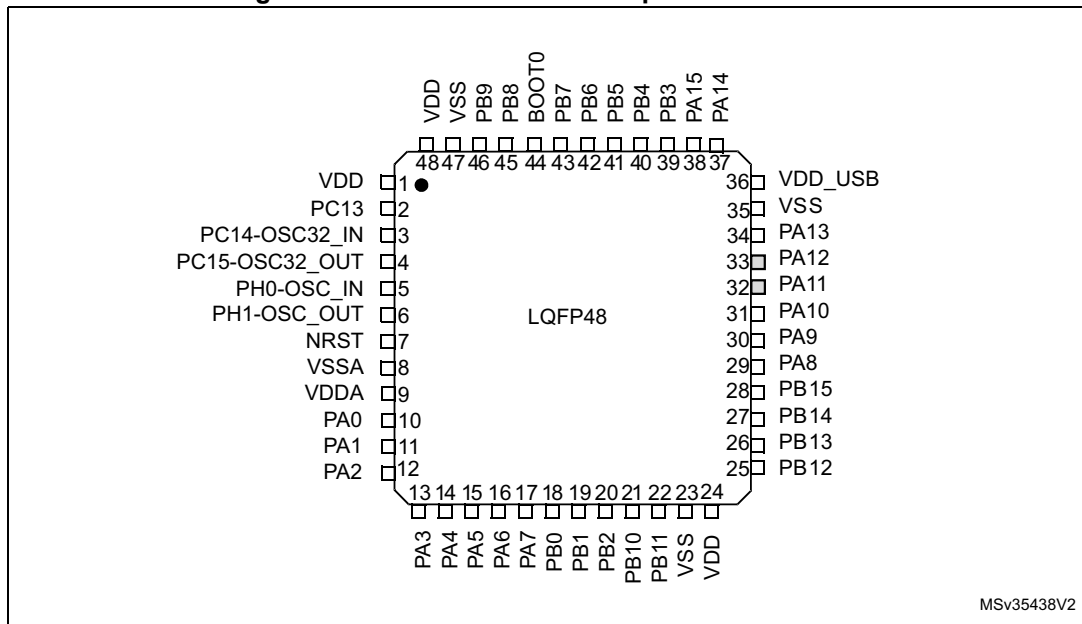 VDD
VSS
PB9
PB8
BOOT0
PB7
PB6
PB5
PB4
PB3
PA15
PA14
48 47 46 45 44 43 42 41 40 39 38 37
VDD 1
PC13 2
PC14-OSC32_IN 3
PC15-OSC32_OUT 4
PH0-OSC_IN 5
PH1-OSC_OUT 6
NRST 7
VSSA 8
VDDA 9
PA0 10
PA1 11
PA2 12
LQFP48
36 VDD_USB
35 VSS
34 PA13
33 PA12
32 PA11
31 PA10
30 PA9
29 PA8
28 PB15
27 PB14
26 PB13
25 PB12
13 14 15 16 17 18 19 20 21 22 23 24
PA3
PA4
PA5
PA6
PA7
PB0
PB1
PB2
PB10
PB11
VSS
VDD
MSv35438V2